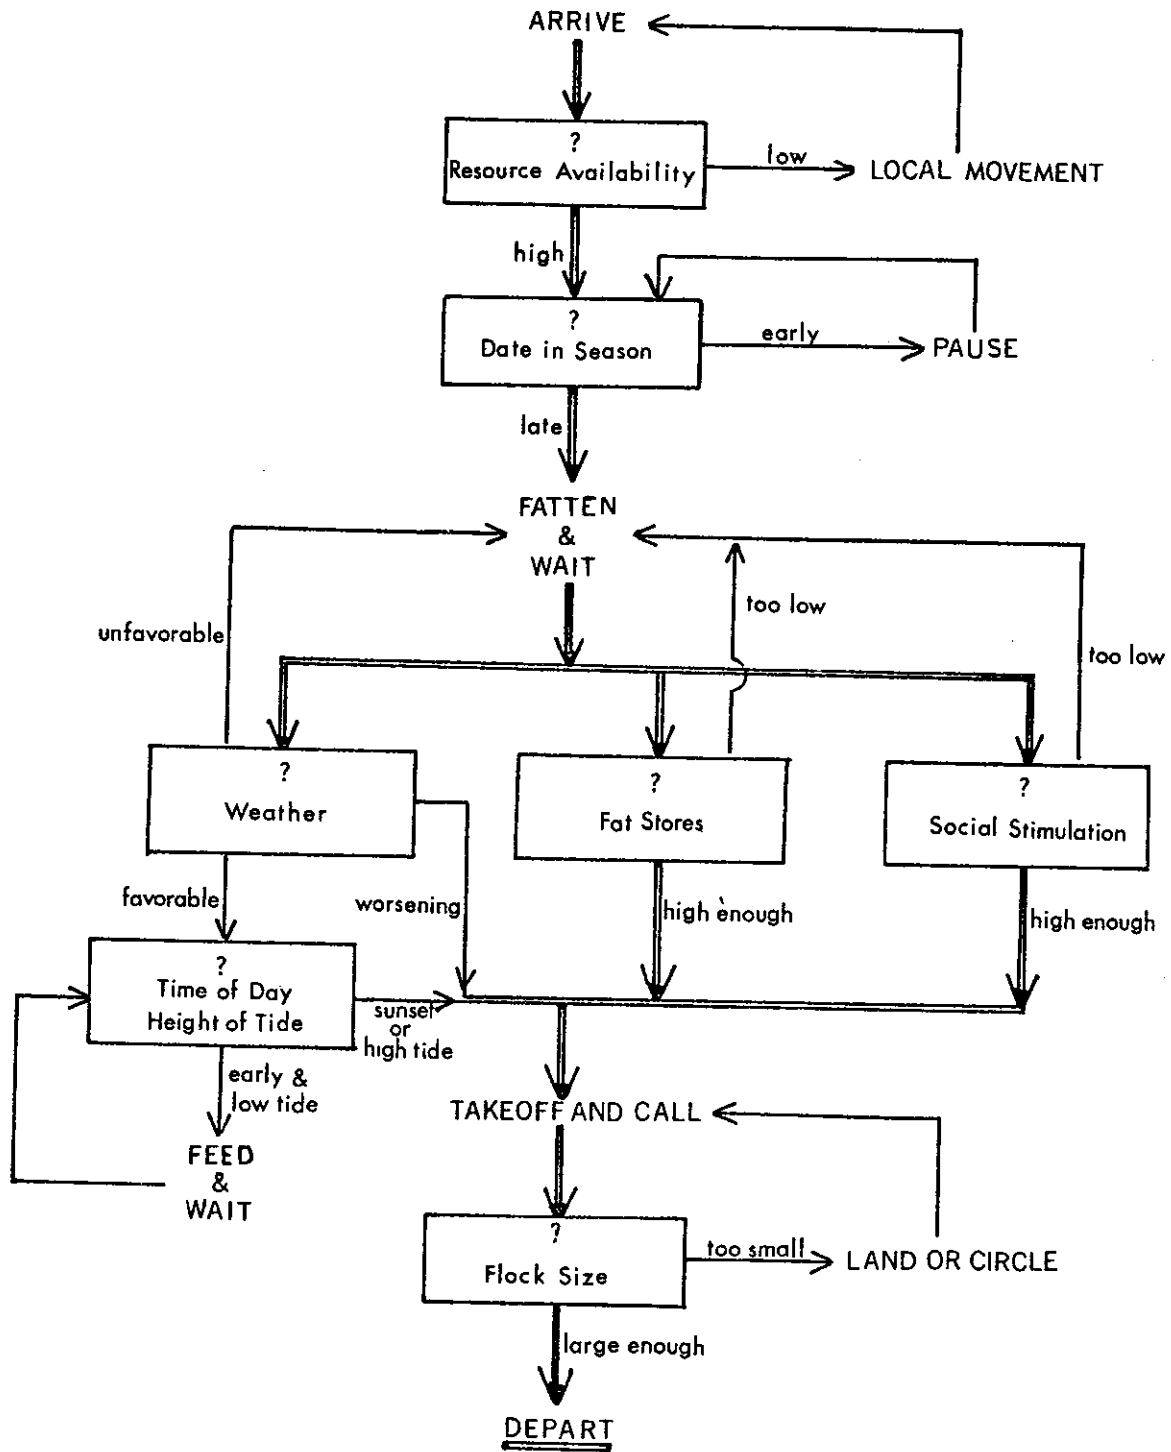 ARRIVE
?
Resource Availability
low
LOCAL MOVEMENT
high
?
Date in Season
early
PAUSE
late
FATTEN
&
WAIT
unfavorable
too low
too low
?
Weather
?
Fat Stores
?
Social Stimulation
favorable
worsening
high enough
high enough
?
Time of Day
Height of Tide
sunset
or
high tide
early &
low tide
FEED
&
WAIT
TAKEOFF AND CALL
?
Flock Size
too small
LAND OR CIRCLE
large enough
DEPART